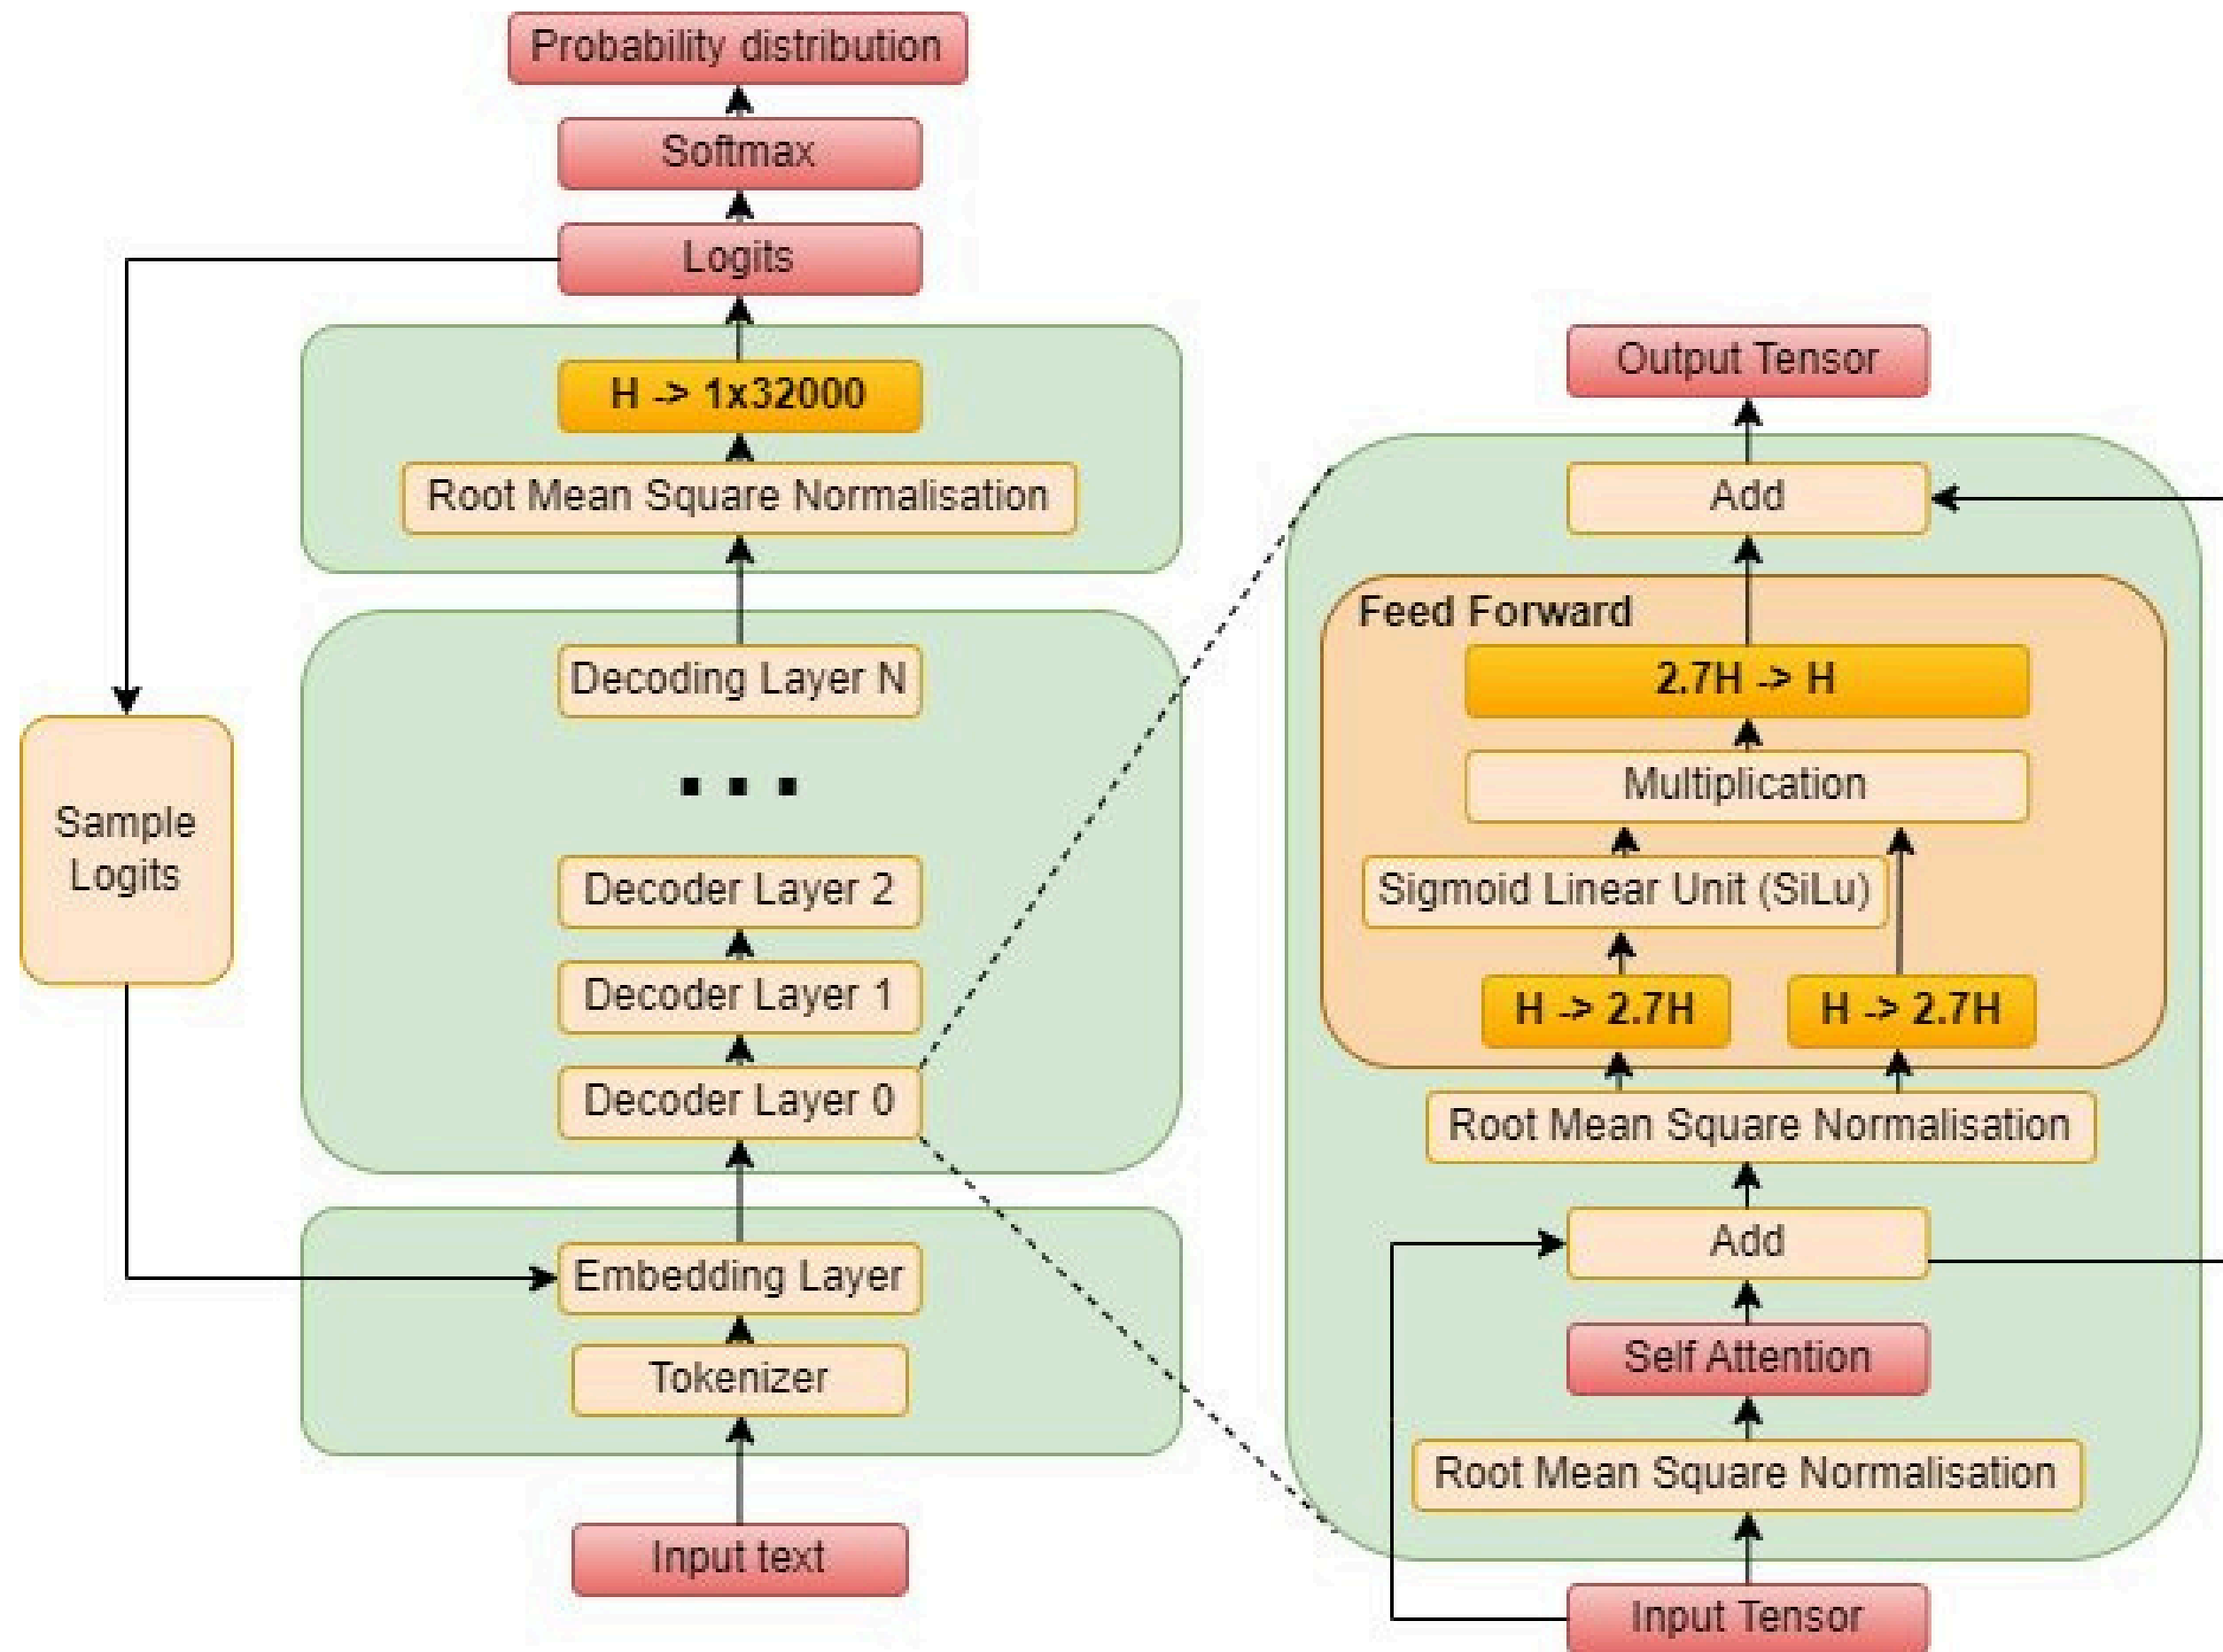 Probability distribution
Softmax
Logits
H -> 1x32000
Root Mean Square Normalisation
Decoding Layer N
Sample
Logits
Decoder Layer 2
Decoder Layer 1
Decoder Layer 0
Embedding Layer
Tokenizer
Input text
Output Tensor
Add
Feed Forward
2.7H -> H
Multiplication
Sigmoid Linear Unit (SiLu)
H -> 2.7H
H -> 2.7H
Root Mean Square Normalisation
Add
Self Attention
Root Mean Square Normalisation
Input Tensor